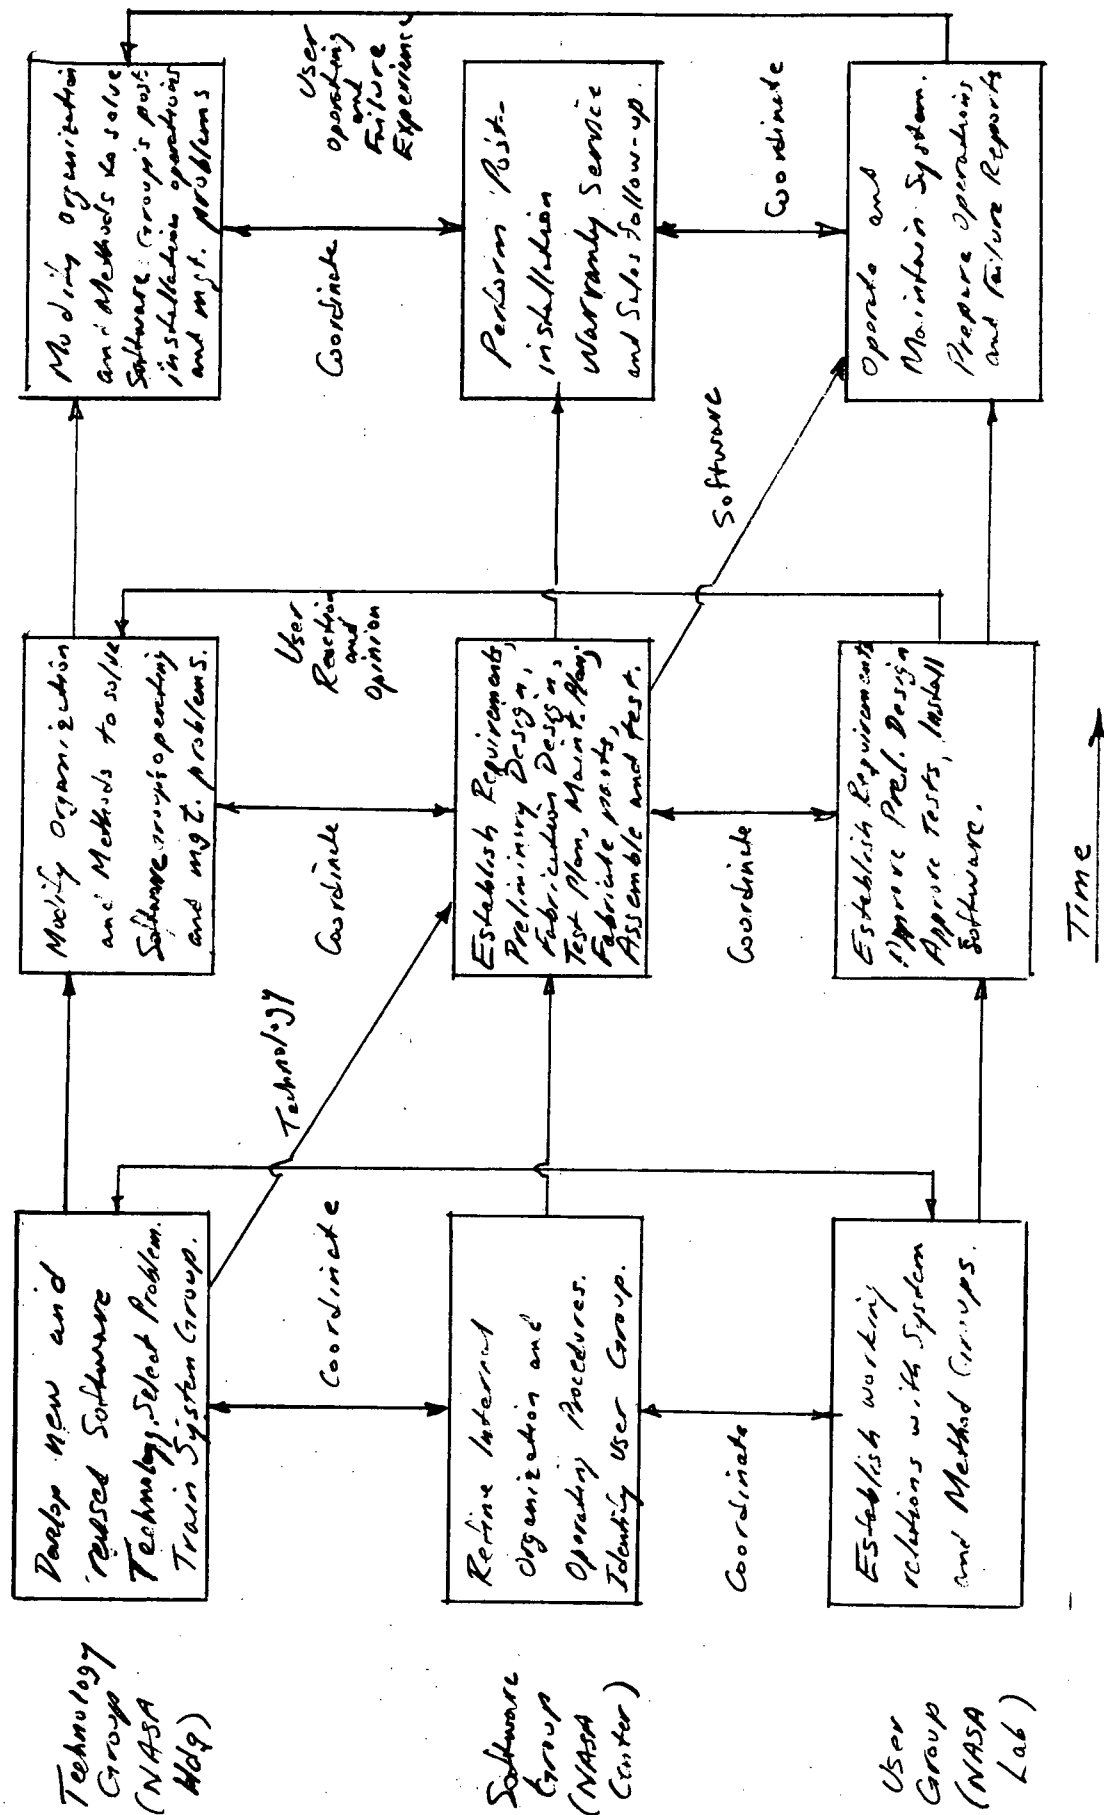 Technology
Group
(NASA
Hdq)
Develop new and
revised Software
Technology, Select Problem.
Train System Group.
Modify Organization
and Methods to solve
Software group's operating
and mgt. problems.
Modify Organization
and Methods to solve
Software Group's post-
installation operations
and mgt. problems
Coordinate
Technology
Coordinate
User
Reaction
and
Opinion
Coordinate
User
Operating
and
Failure
Experience
Software
Group
(NASA
Center)
Refine Internal
Organization and
Operating Procedures.
Identify User Group.
Establish Requirements,
Preliminary Design,
Fabrication Design,
Test Plan, Maint. Plan,
Fabricate parts,
Assemble and test.
Perform Post-
installation
Warranty Service
and Sales follow-up.
Coordinate
Coordinate
Software
Coordinate
User
Group
(NASA
Lab)
Establish working
relations with System
and Method Groups.
Establish Requirements
Approve Prel. Design
Approve Tests, Install
Software.
Operate and
Maintain System.
Prepare Operations
and Failure Reports
Time